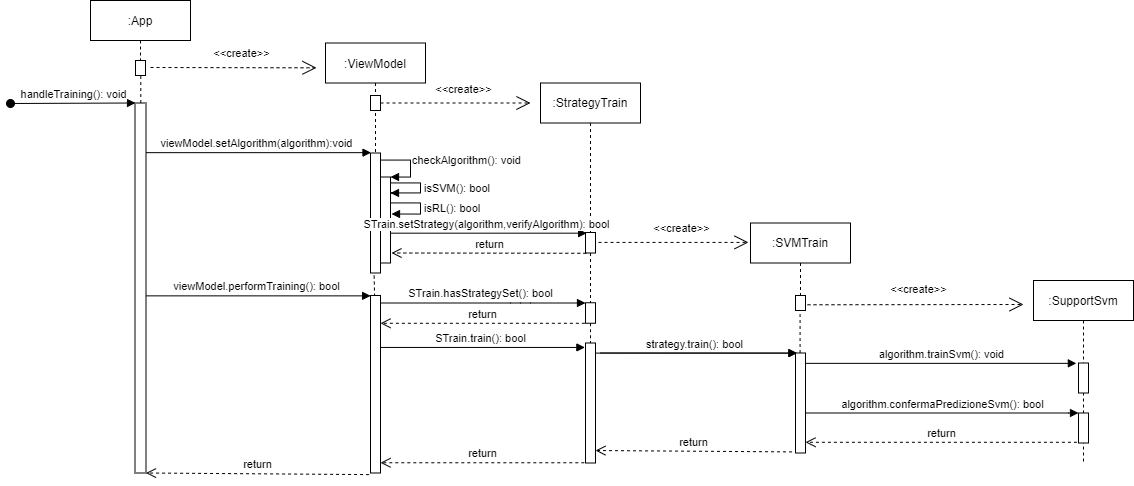 :App
<<create>>
:ViewModel
<<create>>
handleTraining(): void
:StrategyTrain
viewModel.setAlgorithm(algorithm):void
checkAlgorithm(): void
isSVM(): bool
isRL(): bool
STrain.setStrategy(algorithm,verifyAlgorithm): bool
<<create>>
return
:SVMTrain
viewModel.performTraining(): bool
STrain.hasStrategySet(): bool
<<create>>
:SupportSvm
return
STrain.train(): bool
strategy.train(): bool
algorithm.trainSvm(): void
algorithm.confermaPredizioneSvm(): bool
return
return
return
return